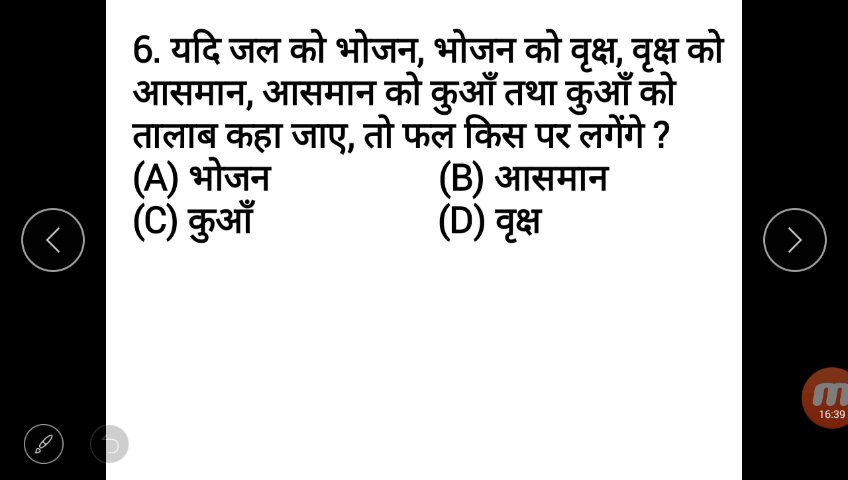 6. यदि जल को भोजन, भोजन को वृक्ष, वृक्ष को
आसमान, आसमान को कुआँ तथा कुआँ को
तालाब कहा जाए, तो फल किस पर लगेंगे ?
(A) भोजन (B) आसमान
(C) कुआँ (D) वृक्ष
16:39